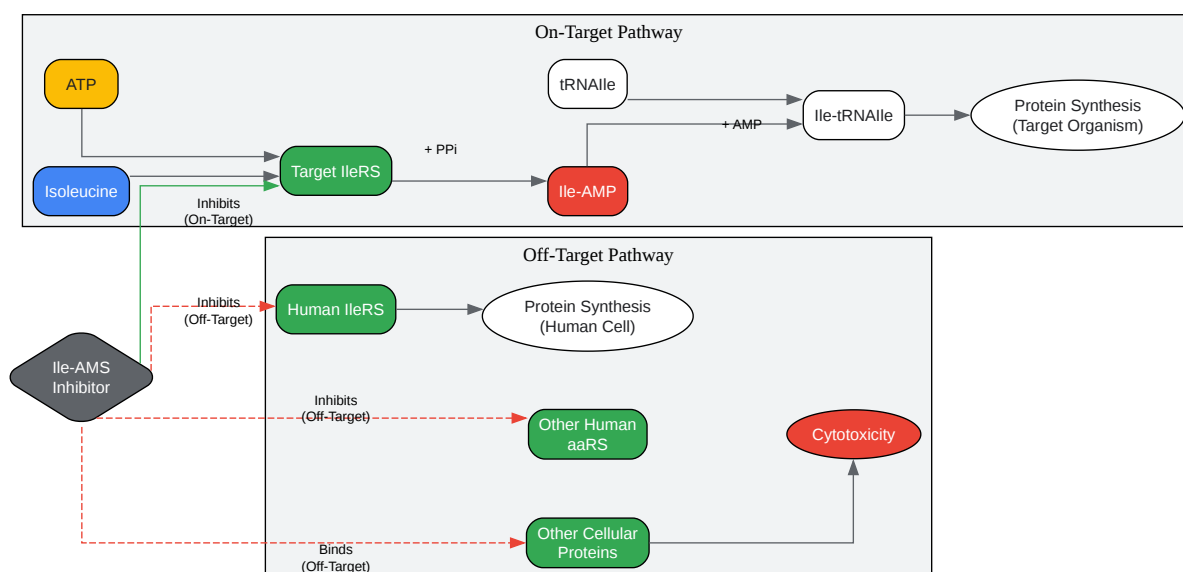 On-Target Pathway
ATP
tRNAIle
Isoleucine
Target IleRS
+ PPi
Ile-AMP
+ AMP
Ile-tRNAIle
Protein Synthesis
(Target Organism)
Inhibits
(On-Target)
Off-Target Pathway
Inhibits
(Off-Target)
Human IleRS
Protein Synthesis
(Human Cell)
Ile-AMS
Inhibitor
Inhibits
(Off-Target)
Other Human
aaRS
Cytotoxicity
Binds
(Off-Target)
Other Cellular
Proteins